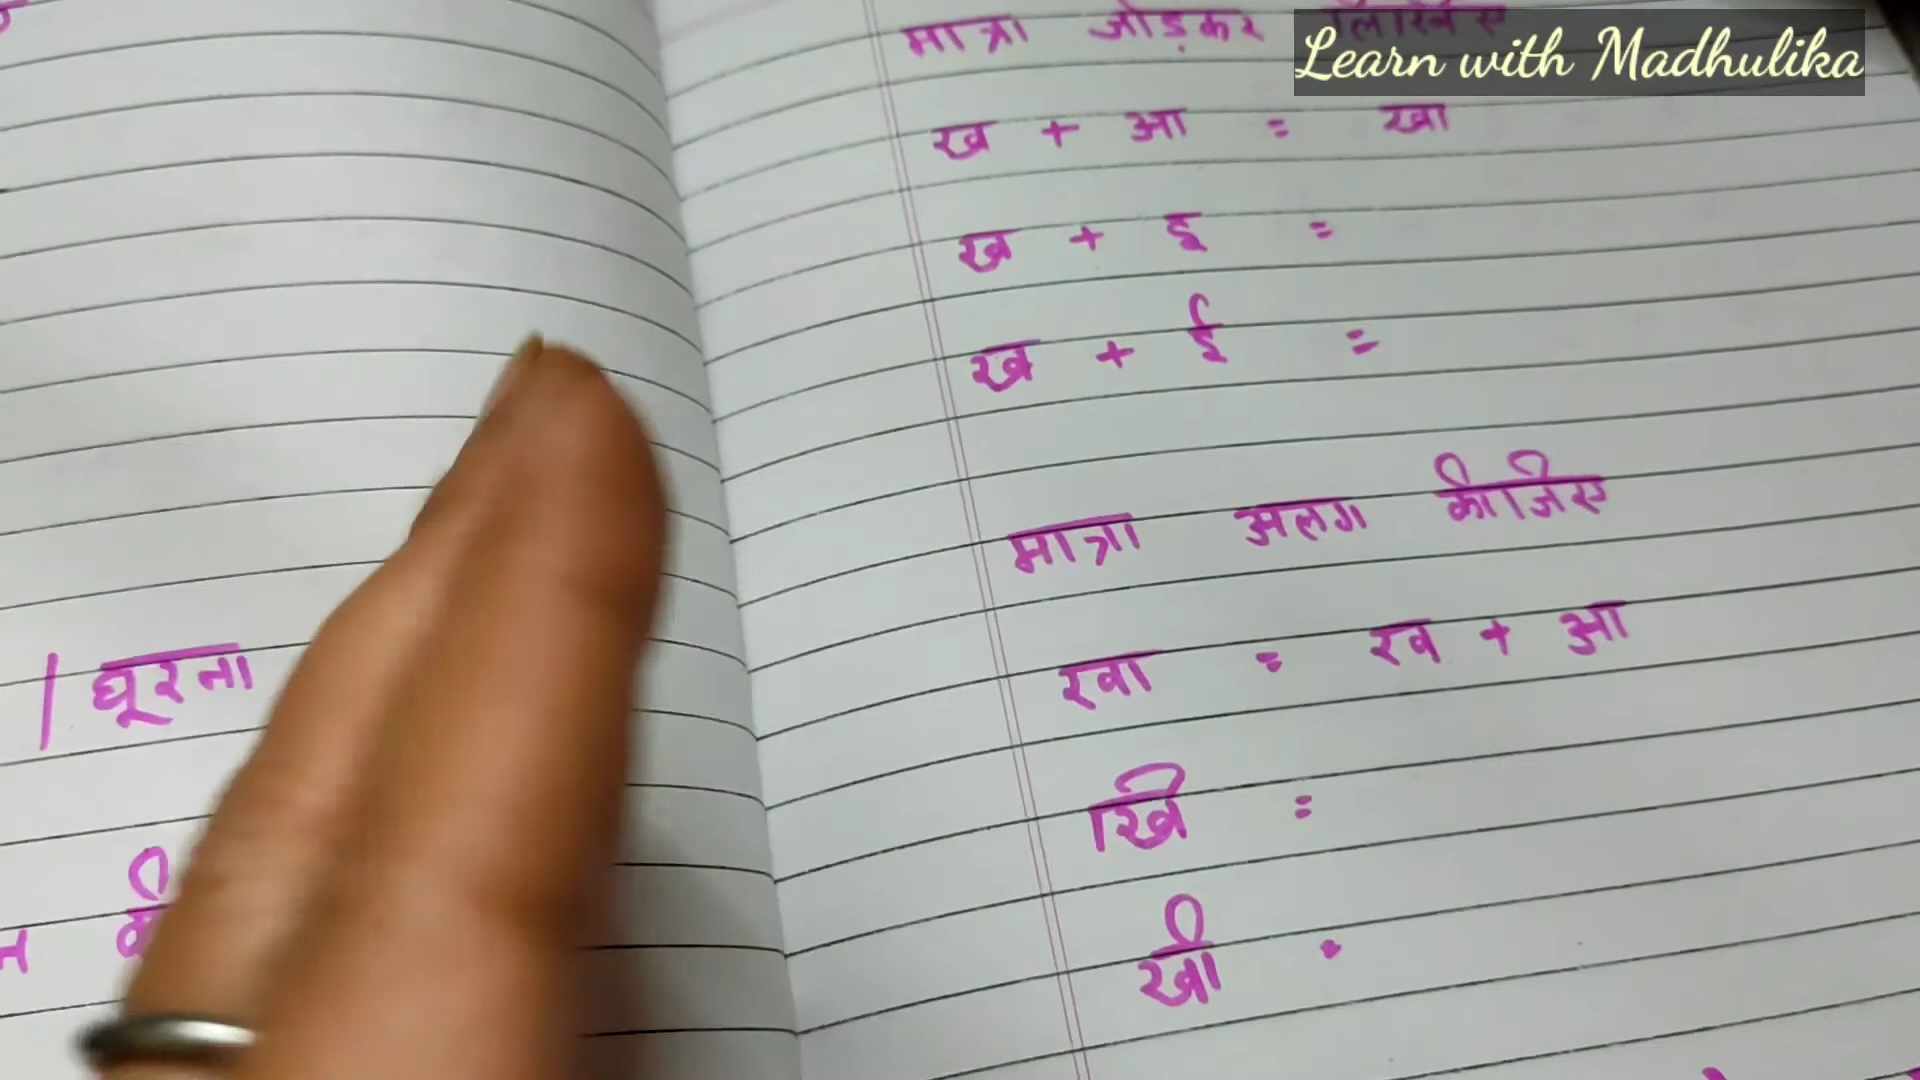 मात्रा जोड़कर लिखिए
Learn with Madhulika
ख + आ = खा
ख + इ =
ख + ई =
मात्रा अलग कीजिए
खा = ख + आ
खि =
खी =
| घूरना